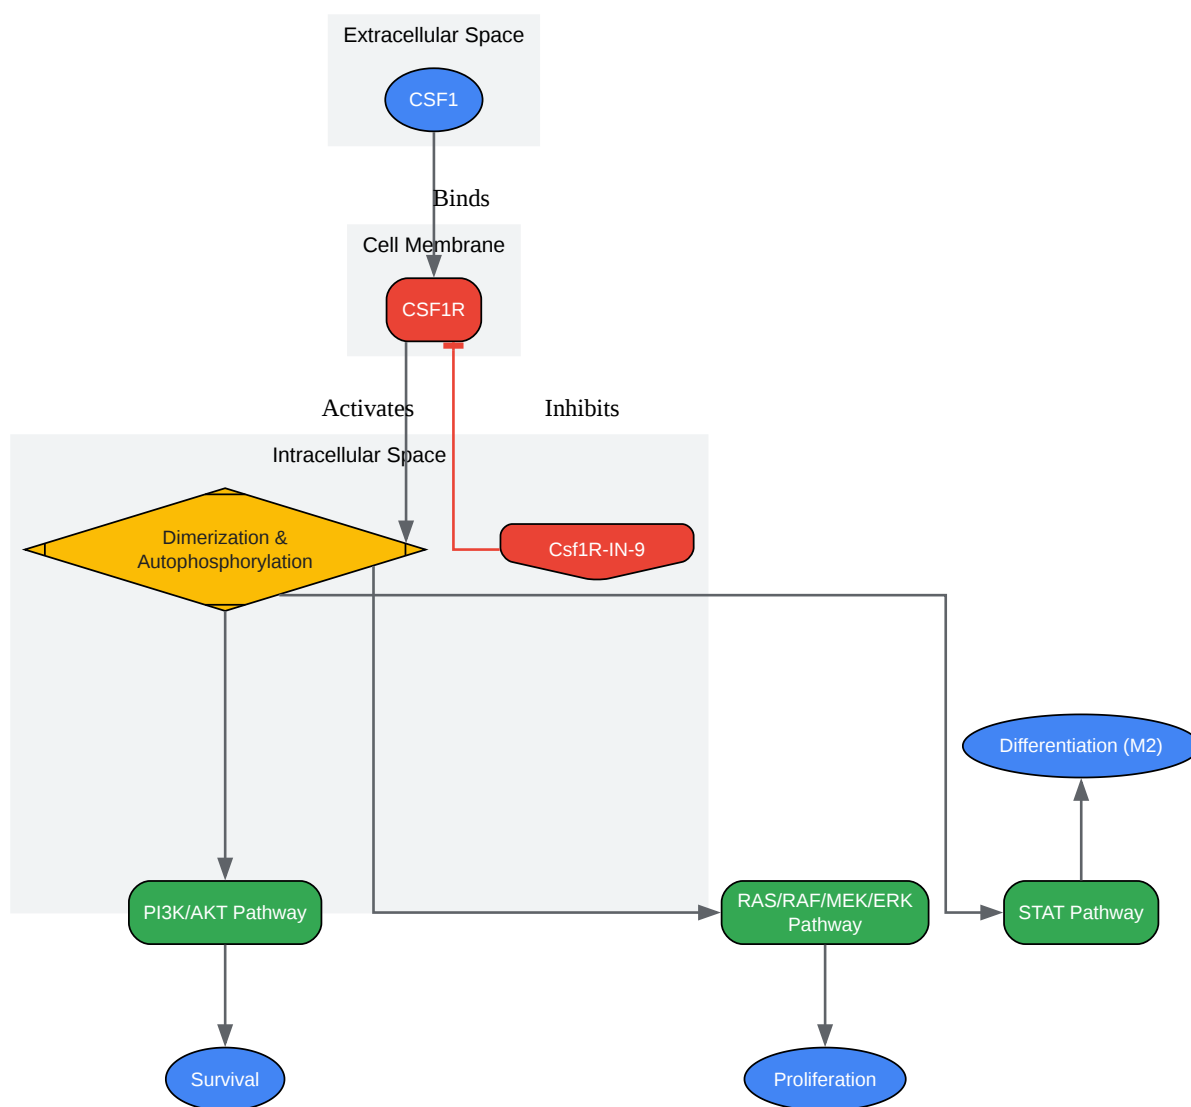 Extracellular Space
CSF1
Binds
Cell Membrane
CSF1R
Activates
Inhibits
Intracellular Space
Dimerization &
Autophosphorylation
Csf1R-IN-9
Differentiation (M2)
PI3K/AKT Pathway
RAS/RAF/MEK/ERK
Pathway
STAT Pathway
Survival
Proliferation